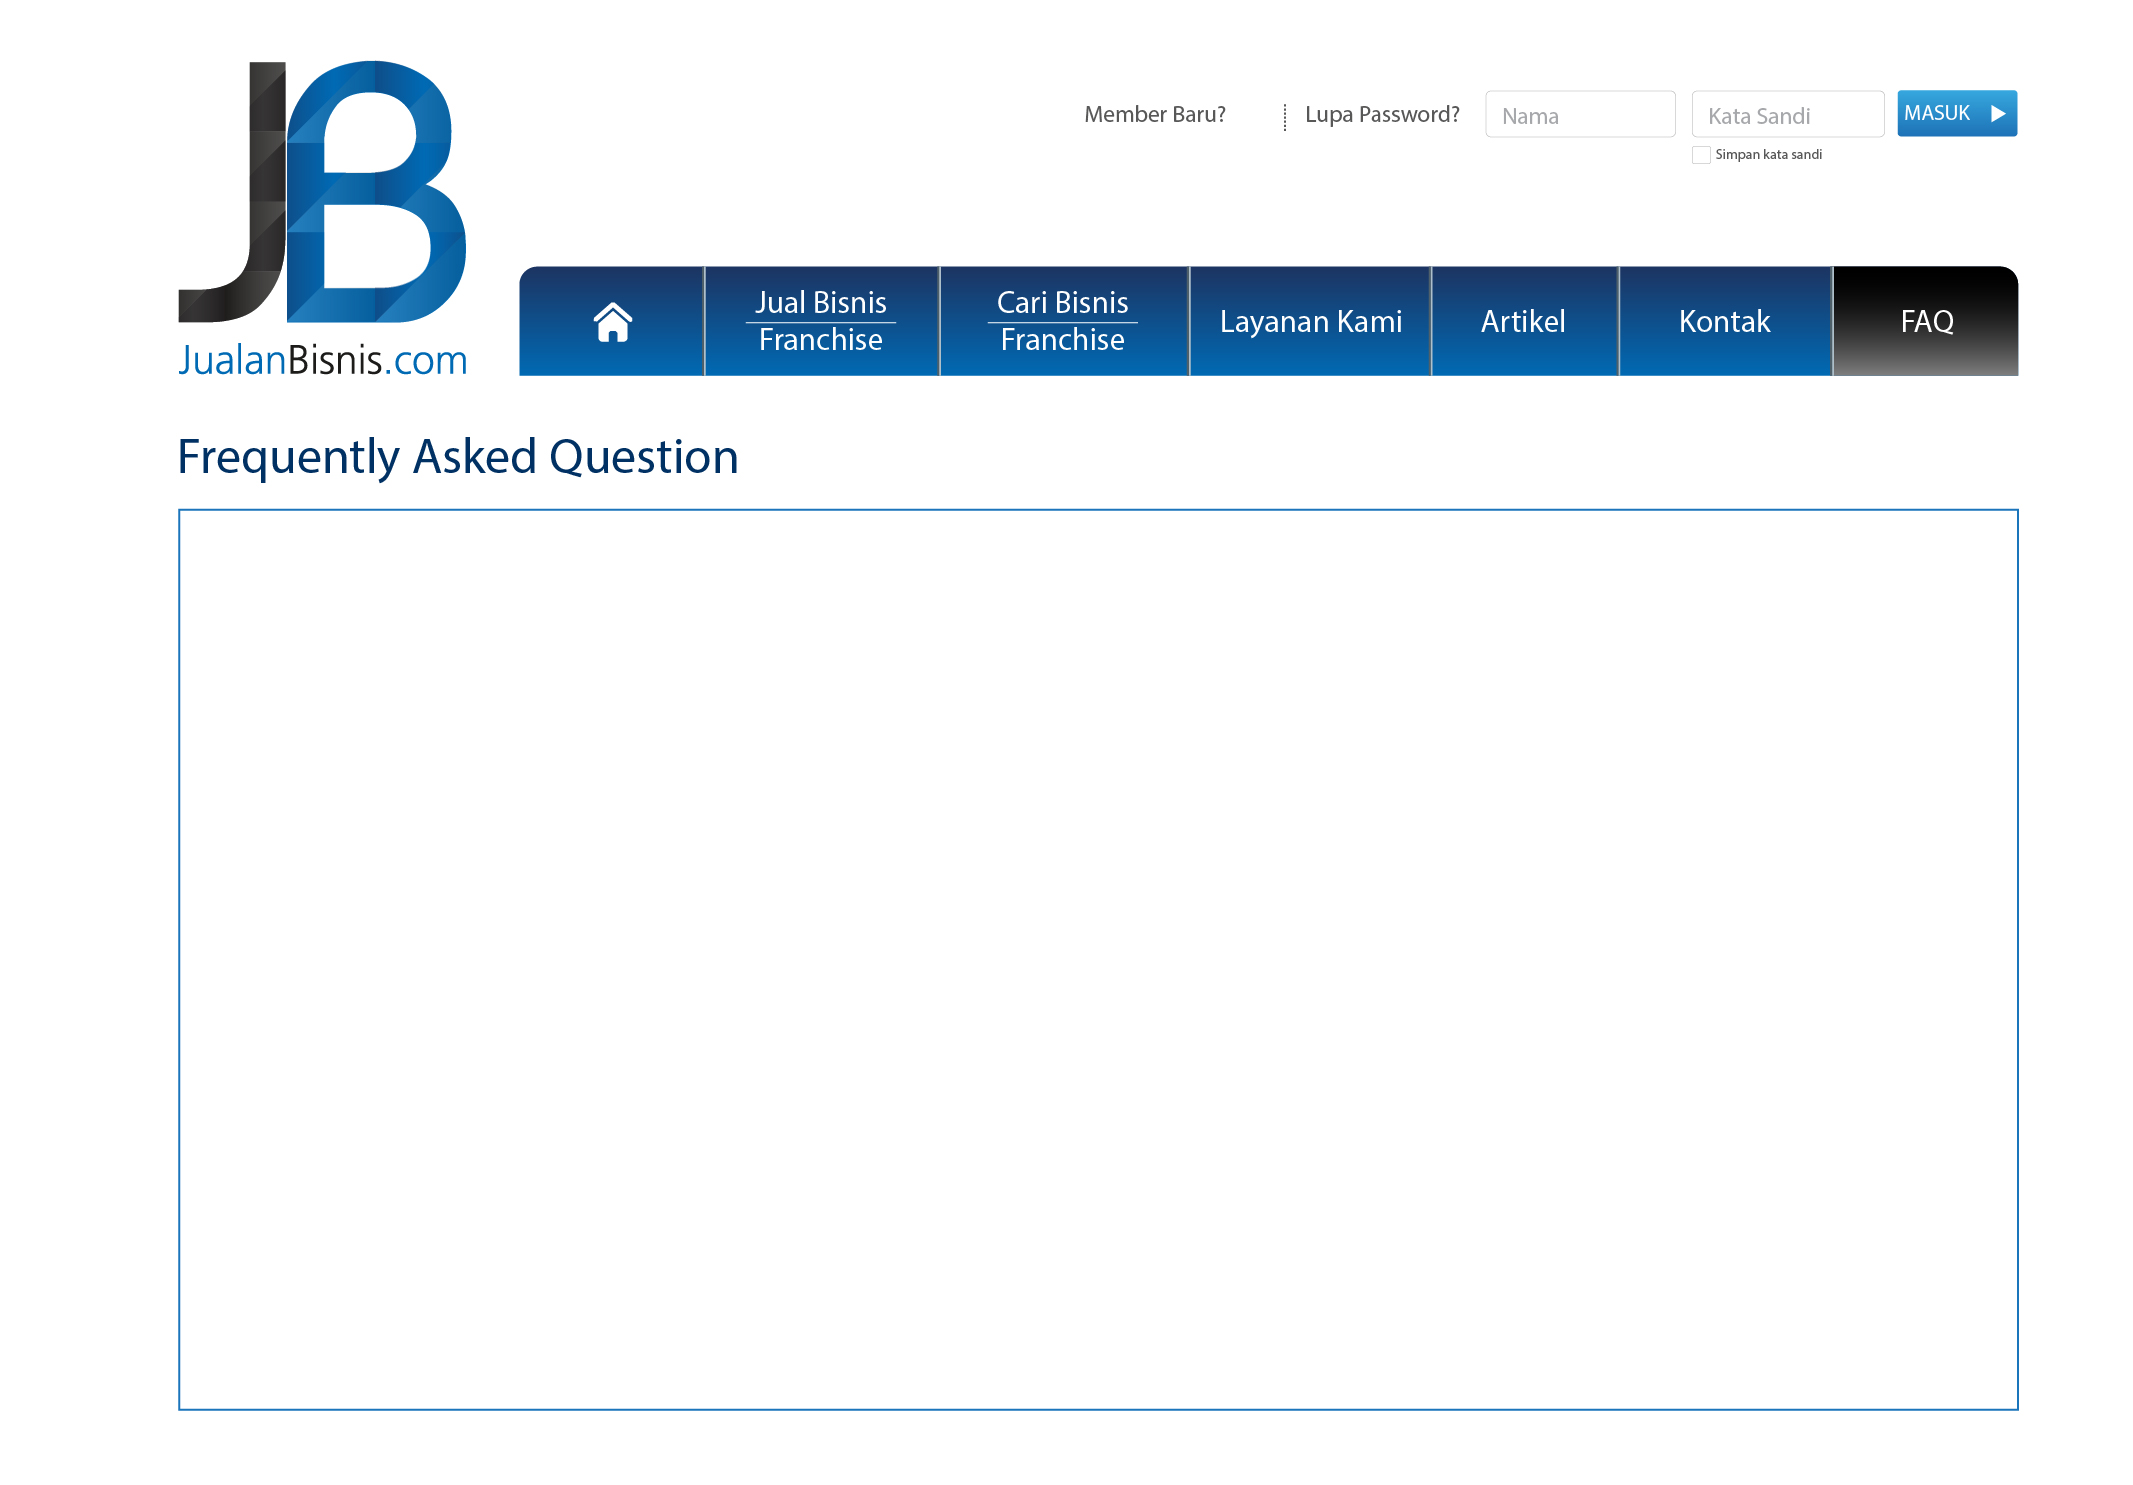 JB
JualanBisnis.com
Member Baru?
Lupa Password?
Nama
Kata Sandi
MASUK
Simpan kata sandi
Jual Bisnis
Franchise
Cari Bisnis
Franchise
Layanan Kami
Artikel
Kontak
FAQ
Frequently Asked Question